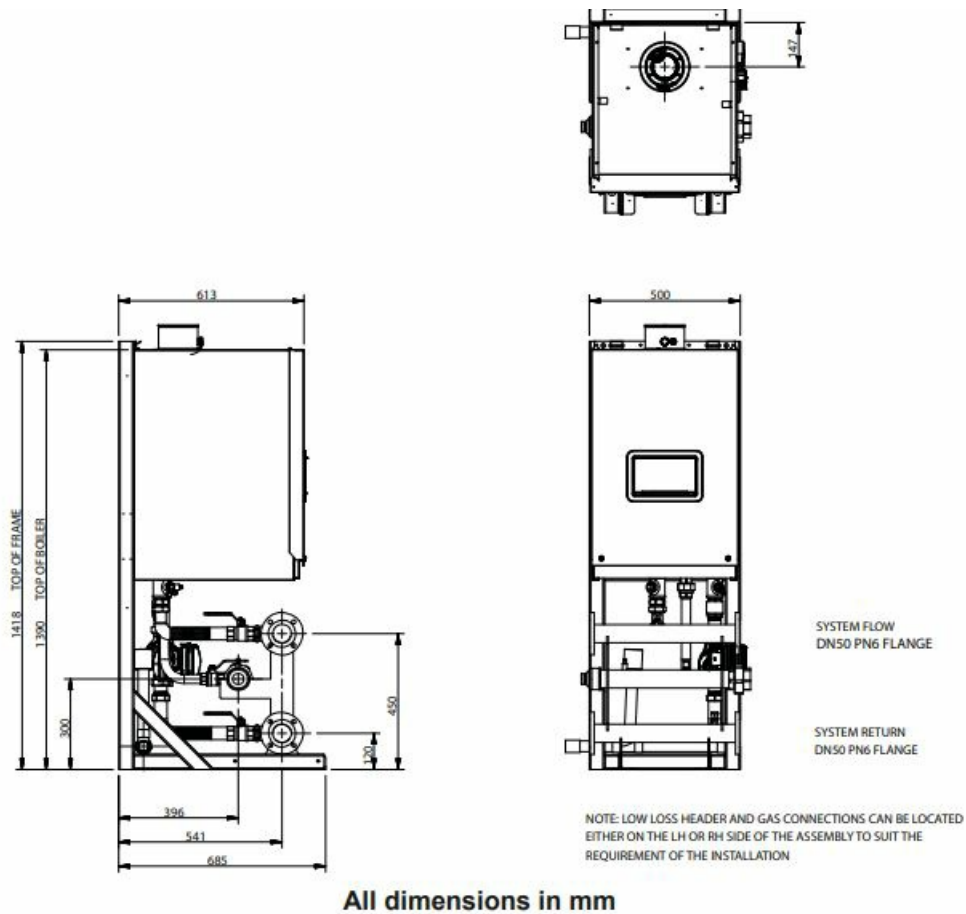 147
613
500
1418 TOP OF FRAME
1390 TOP OF BOILER
300
450
120
396
541
685
SYSTEM FLOW
DN50 PN6 FLANGE
SYSTEM RETURN
DN50 PN6 FLANGE
NOTE: LOW LOSS HEADER AND GAS CONNECTIONS CAN BE LOCATED
EITHER ON THE LH OR RH SIDE OF THE ASSEMBLY TO SUIT THE
REQUIREMENT OF THE INSTALLATION
All dimensions in mm